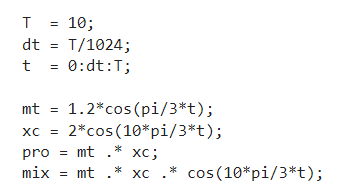 T  = 10;
dt = T/1024;
t  = 0:dt:T;

mt = 1.2*cos(pi/3*t);
xc = 2*cos(10*pi/3*t);
pro = mt .* xc;
mix = mt .* xc .* cos(10*pi/3*t);